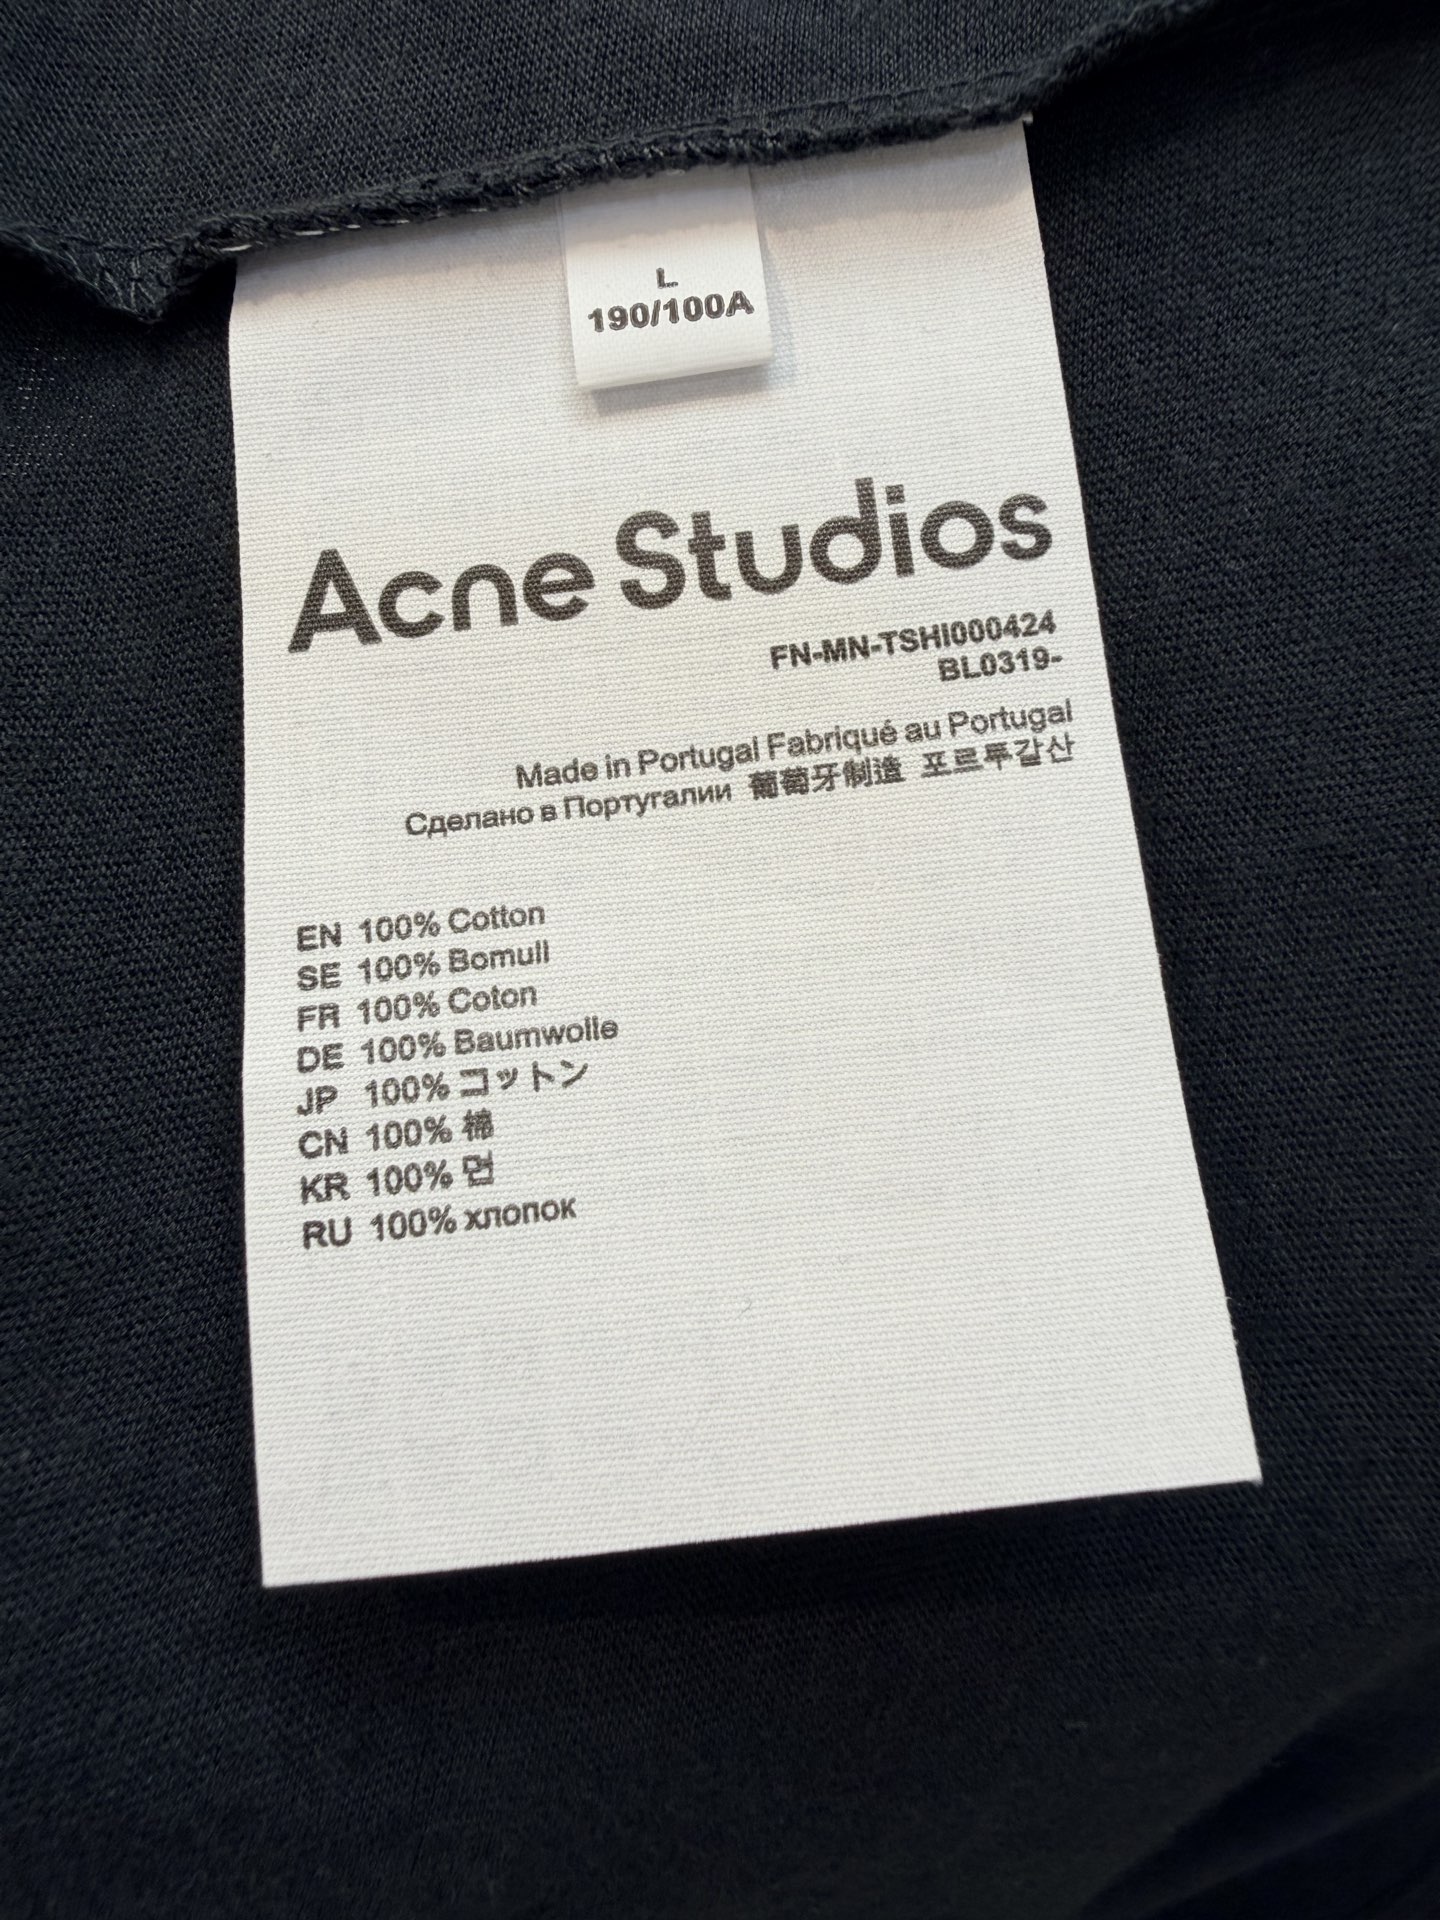 L
190/100A
Acne Studios
FN-MN-TSHI000424
BL0319-
Made in Portugal Fabriqué au Portugal
Сделано в Португалии 葡萄牙制造 포르투갈산
EN 100% Cotton
SE 100% Bomull
FR 100% Coton
DE 100% Baumwolle
JP 100% コットン
CN 100% 棉
KR 100% 면
RU 100% хлопок